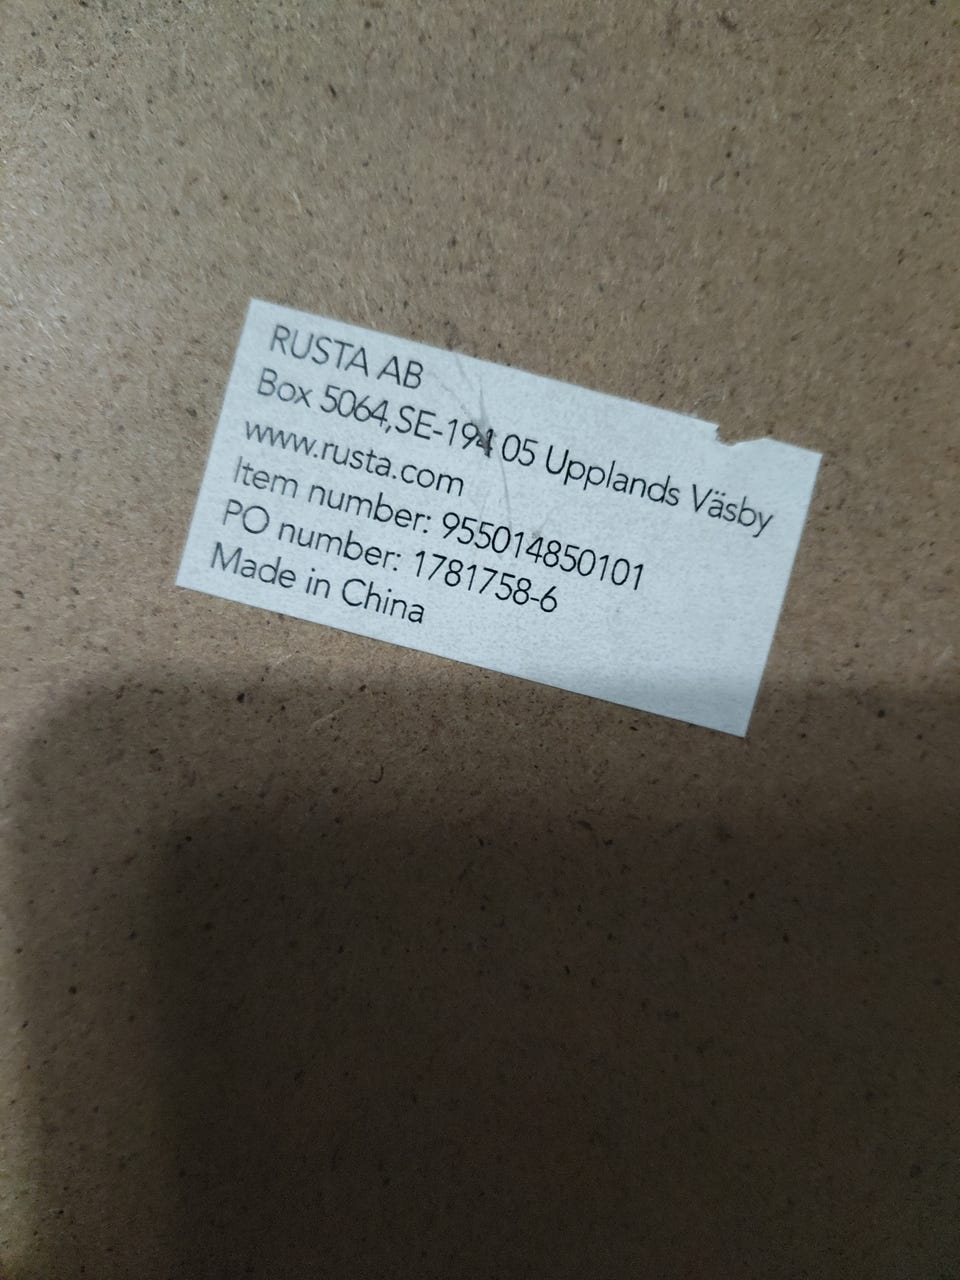 RUSTA AB
Box 5064,SE-194 05 Upplands Väsby
www.rusta.com
Item number: 955014850101
PO number: 1781758-6
Made in China